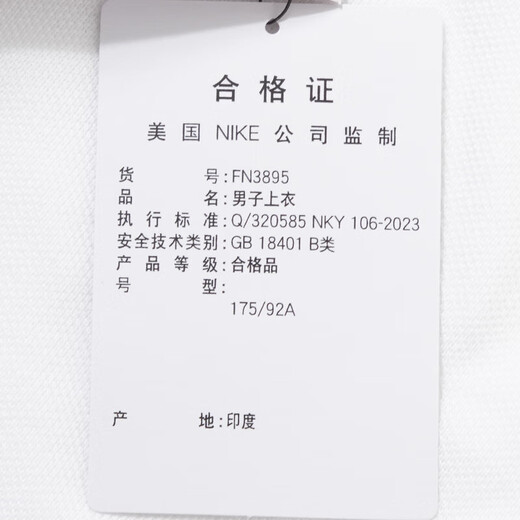 合格证
美国 NIKE 公司监制
货号:FN3895
品名:男子上衣
执行标准:Q/320585 NKY 106-2023
安全技术类别:GB 18401 B类
产品等级:合格品
号型:
175/92A
产地:印度